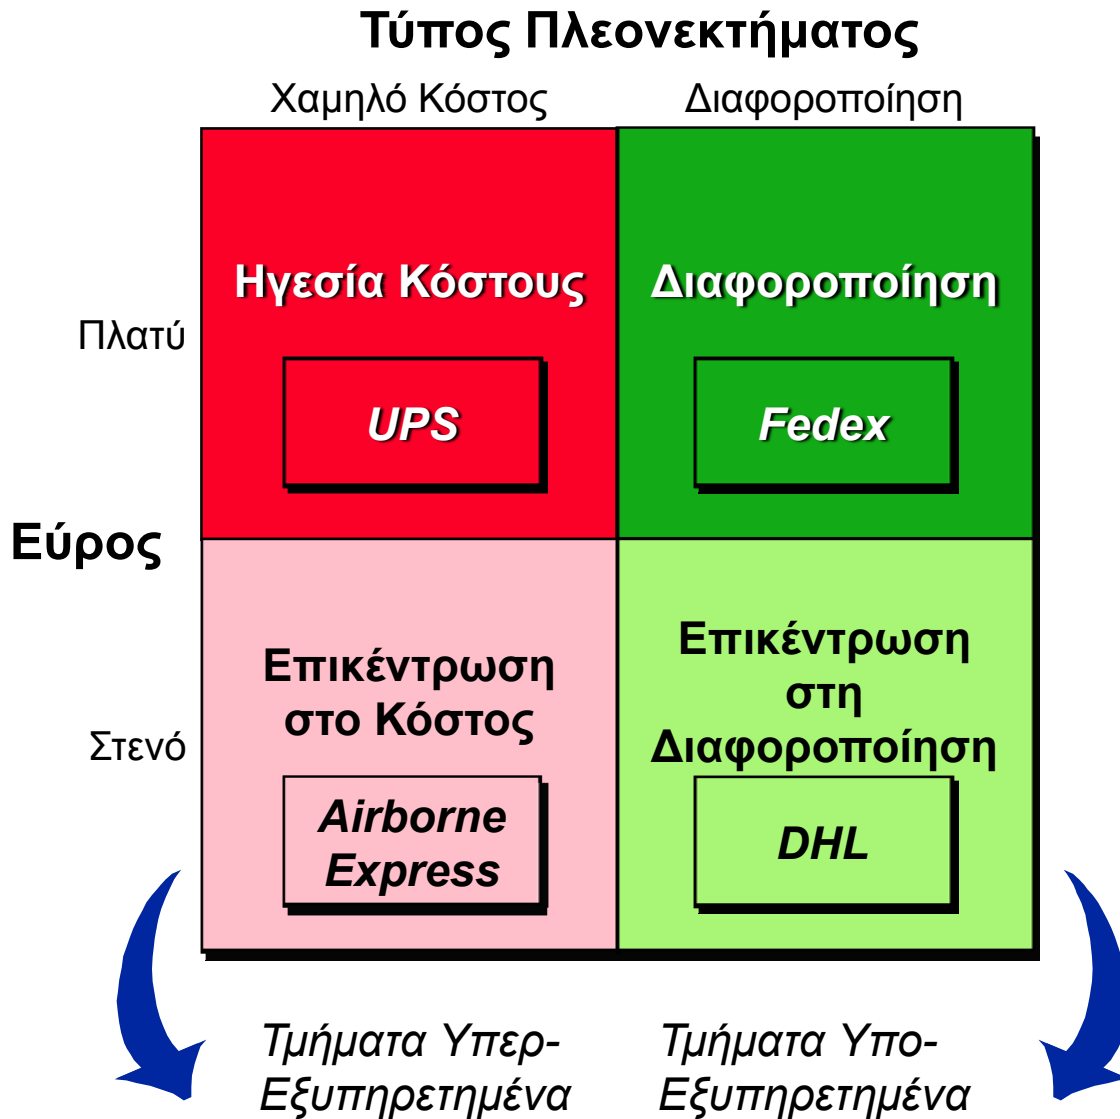 Τύπος Πλεονεκτήματος
Χαμηλό Κόστος
Διαφοροποίηση
Πλατύ
Ηγεσία Κόστους
UPS
Διαφοροποίηση
Fedex
Εύρος
Στενό
Επικέντρωση
στο Κόστος
Airborne
Express
Επικέντρωση
στη
Διαφοροποίηση
DHL
Τμήματα Υπερ-
Εξυπηρετημένα
Τμήματα Υπο-
Εξυπηρετημένα